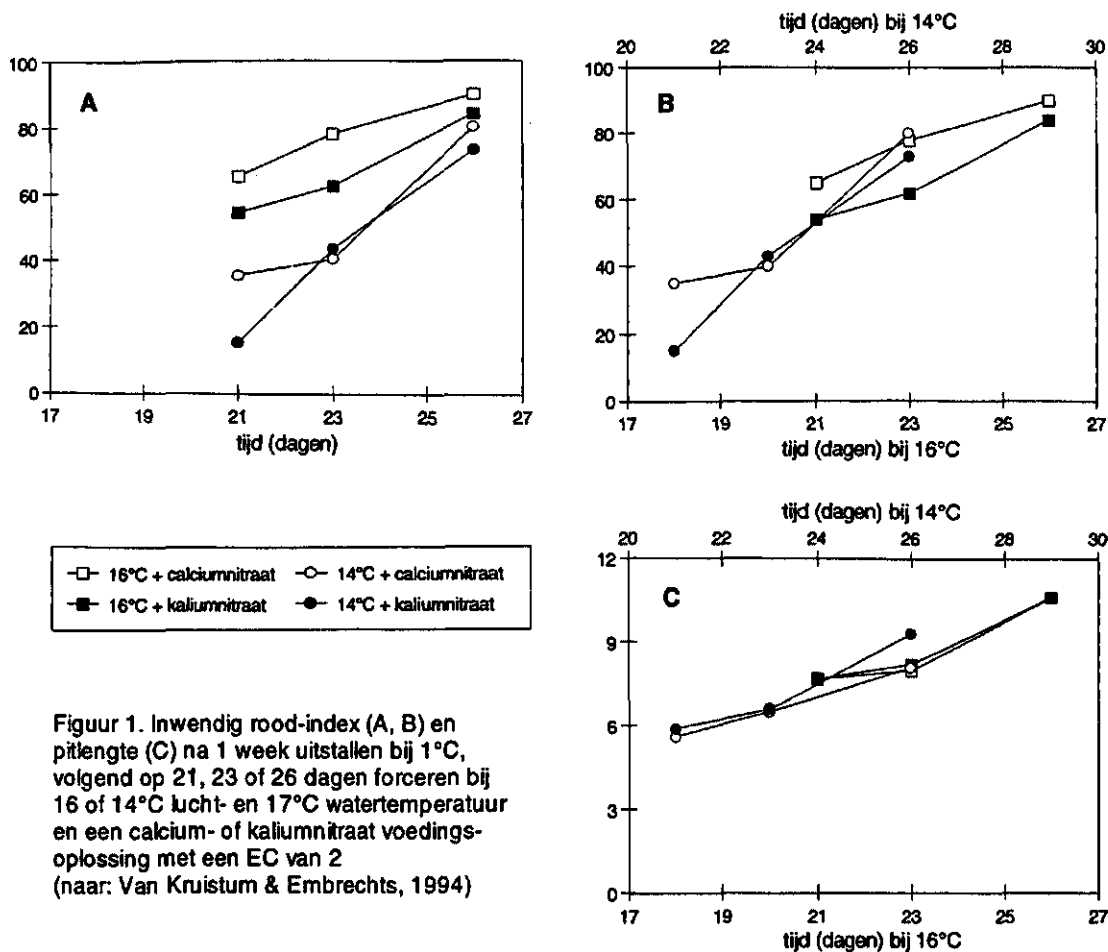 100
80
60
40
20
0
A
17 19 21 23 25 27
tijd (dagen)
tijd (dagen) bij 14°C
20 22 24 26 28 30
100
80
60
40
20
0
B
17 19 21 23 25 27
tijd (dagen) bij 16°C
16°C + calciumnitraat 14°C + calciumnitraat
16°C + kaliumnitraat 14°C + kaliumnitraat
tijd (dagen) bij 14°C
20 22 24 26 28 30
12
9
6
3
0
C
17 19 21 23 25 27
tijd (dagen) bij 16°C
Figuur 1. Inwendig rood-index (A, B) en
pitlengte (C) na 1 week uitstallen bij 1°C,
volgend op 21, 23 of 26 dagen forceren bij
16 of 14°C lucht- en 17°C watertemperatuur
en een calcium- of kaliumnitraat voedings-
oplossing met een EC van 2
(naar: Van Kruistum & Embrechts, 1994)